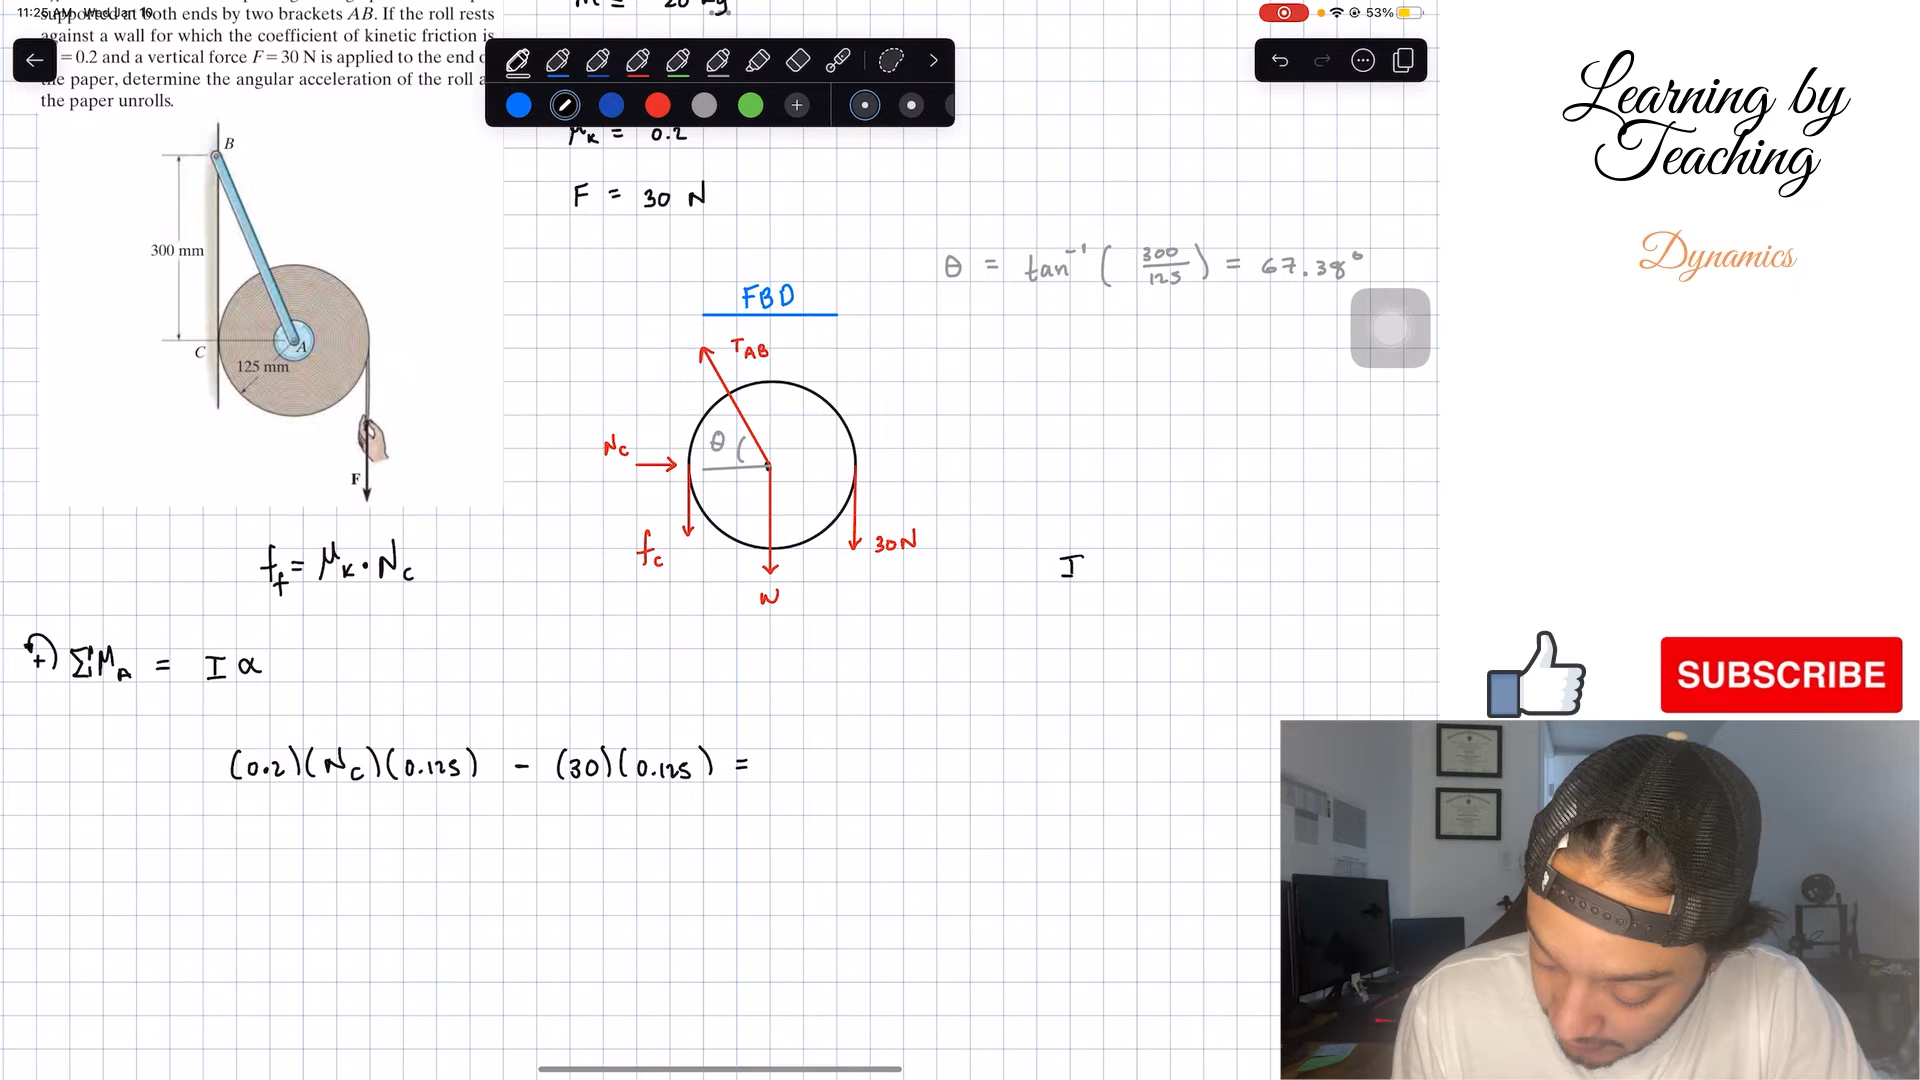 11:25 AM Wed Jan 10
53%
supported at both ends by two brackets AB. If the roll rests
against a wall for which the coefficient of kinetic friction is
= 0.2 and a vertical force F = 30 N is applied to the end
the paper, determine the angular acceleration of the roll
the paper unrolls.
m = 20 kg
μK = 0.2
F = 30 N
θ = tan⁻¹ ( 300/125 ) = 67.38°
B
300 mm
C
A
125 mm
F
FBD
TAB
NC
θ
fC
30N
W
ff = μK · NC
I
+) ΣMA = I α
(0.2)(NC)(0.125) - (30)(0.125) =
Learning by
Teaching
Dynamics
SUBSCRIBE